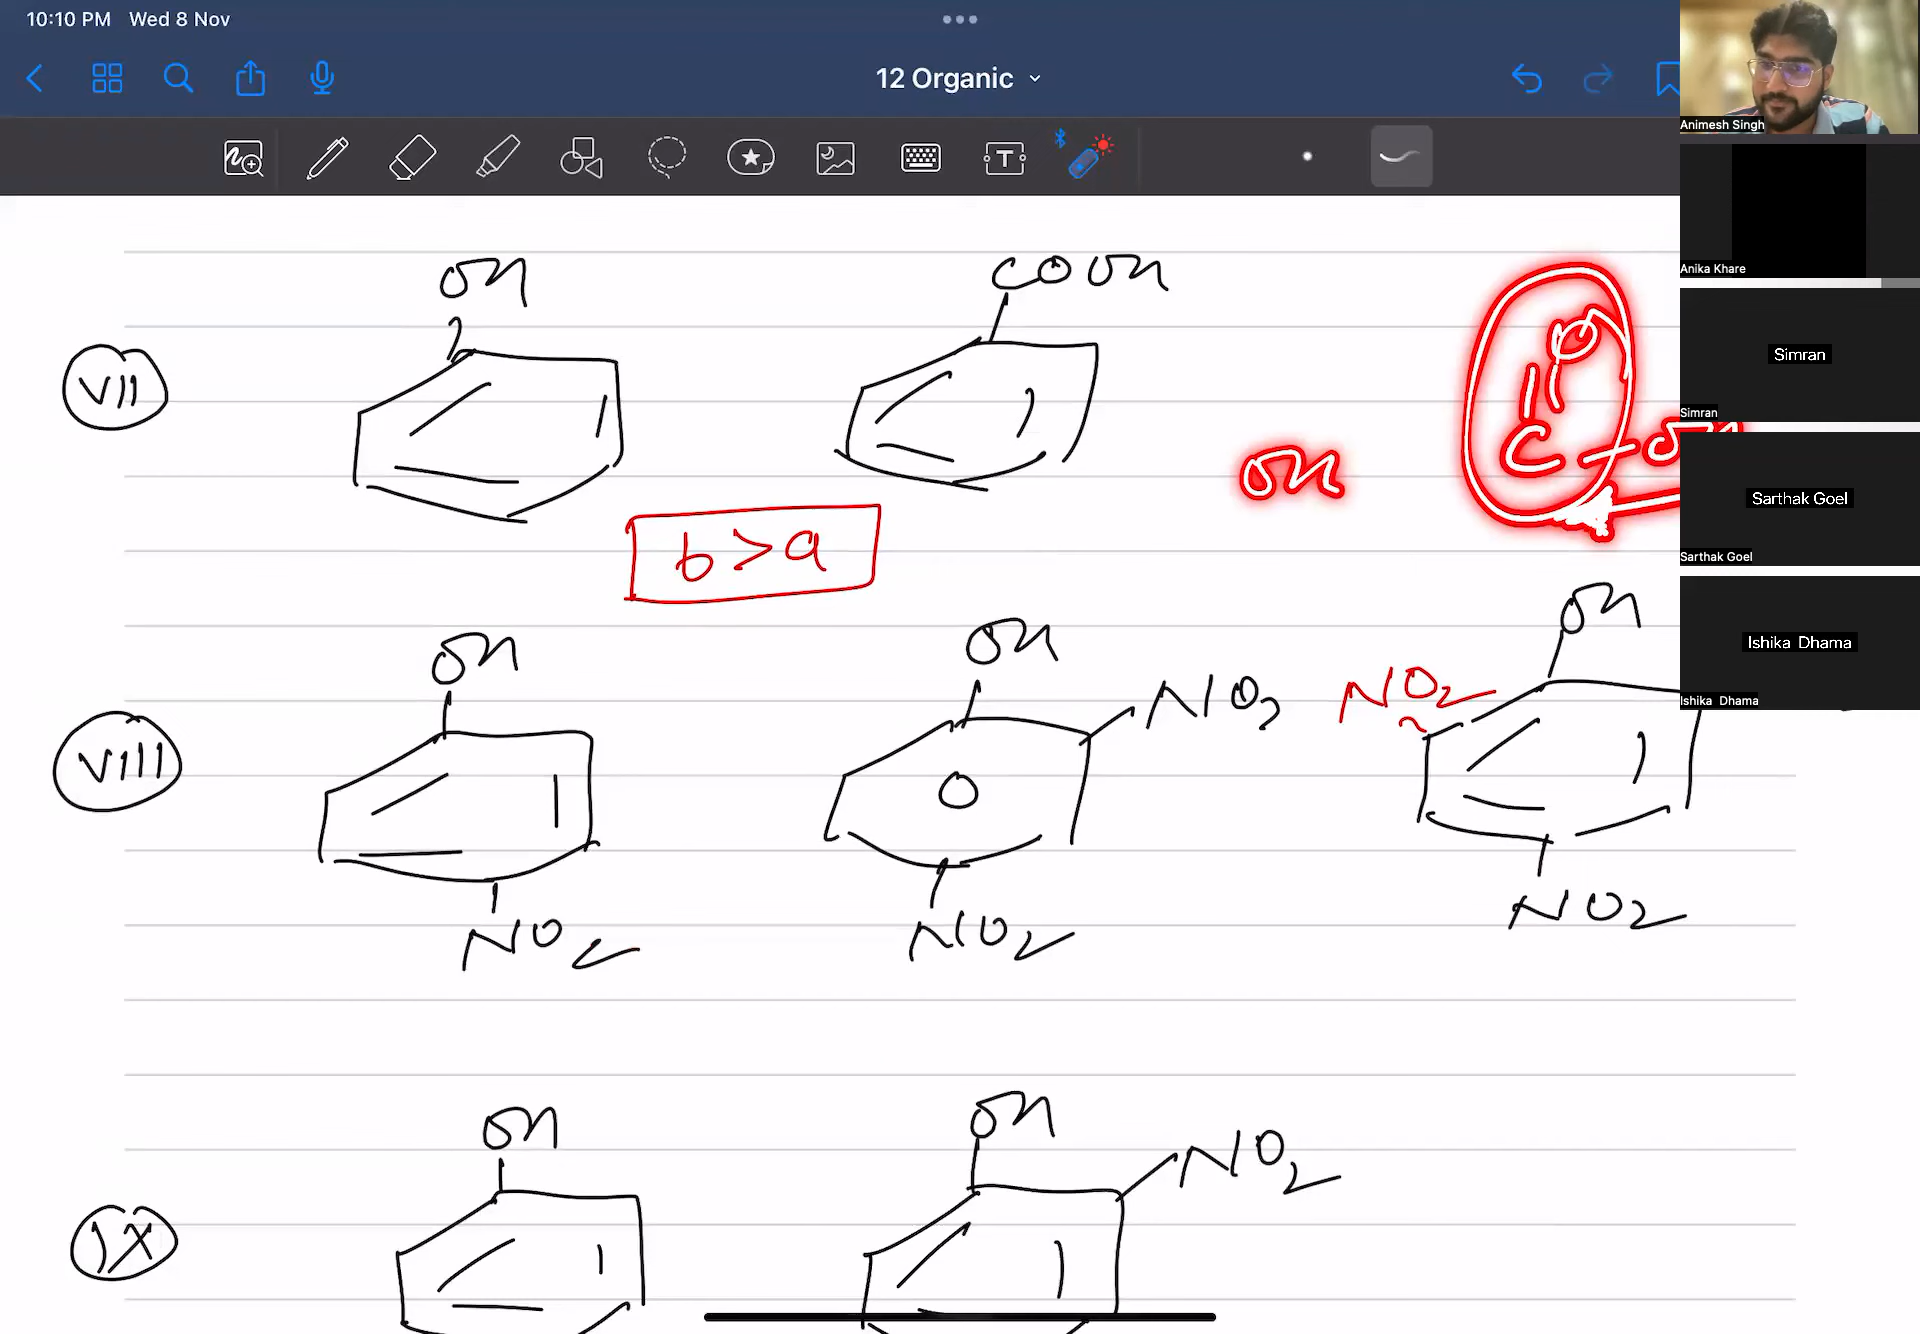 10:10 PM Wed 8 Nov
12 Organic
T
Animesh Singh
Anika Khare
Simran
Simran
Sarthak Goel
Sarthak Goel
Ishika Dhama
Ishika Dhama
OH COOH
VII
O
C-OH
OH
b > a
OH OH OH
NO2 NO2
VIII
NO2 NO2 NO2
OH OH
NO2
IX